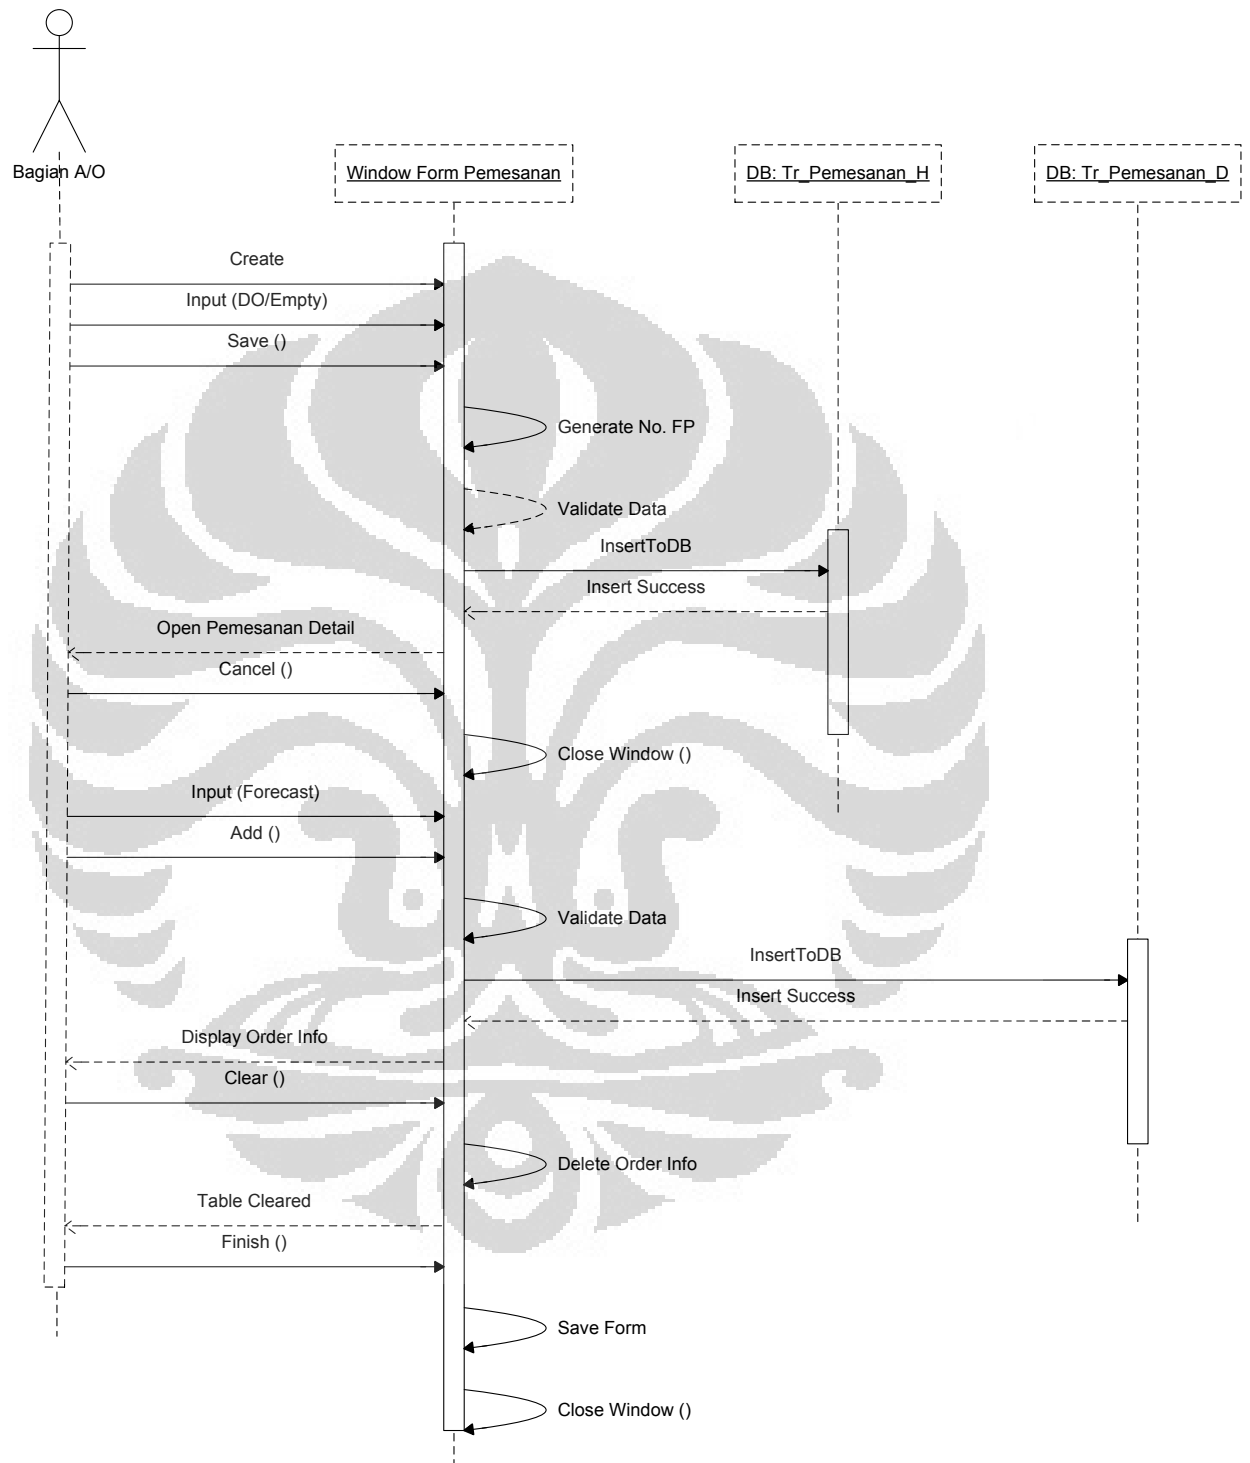 Bagian A/O
Window Form Pemesanan
DB: Tr_Pemesanan_H
DB: Tr_Pemesanan_D
Create
Input (DO/Empty)
Save ()
Generate No. FP
Validate Data
InsertToDB
Insert Success
Open Pemesanan Detail
Cancel ()
Close Window ()
Input (Forecast)
Add ()
Validate Data
InsertToDB
Insert Success
Display Order Info
Clear ()
Delete Order Info
Table Cleared
Finish ()
Save Form
Close Window ()